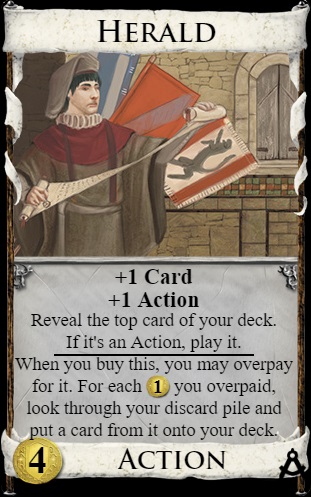 HERALD
+1 Card
+1 Action
Reveal the top card of your deck.
If it's an Action, play it.
When you buy this, you may overpay
for it. For each 1 you overpaid,
look through your discard pile and
put a card from it onto your deck.
4 ACTION